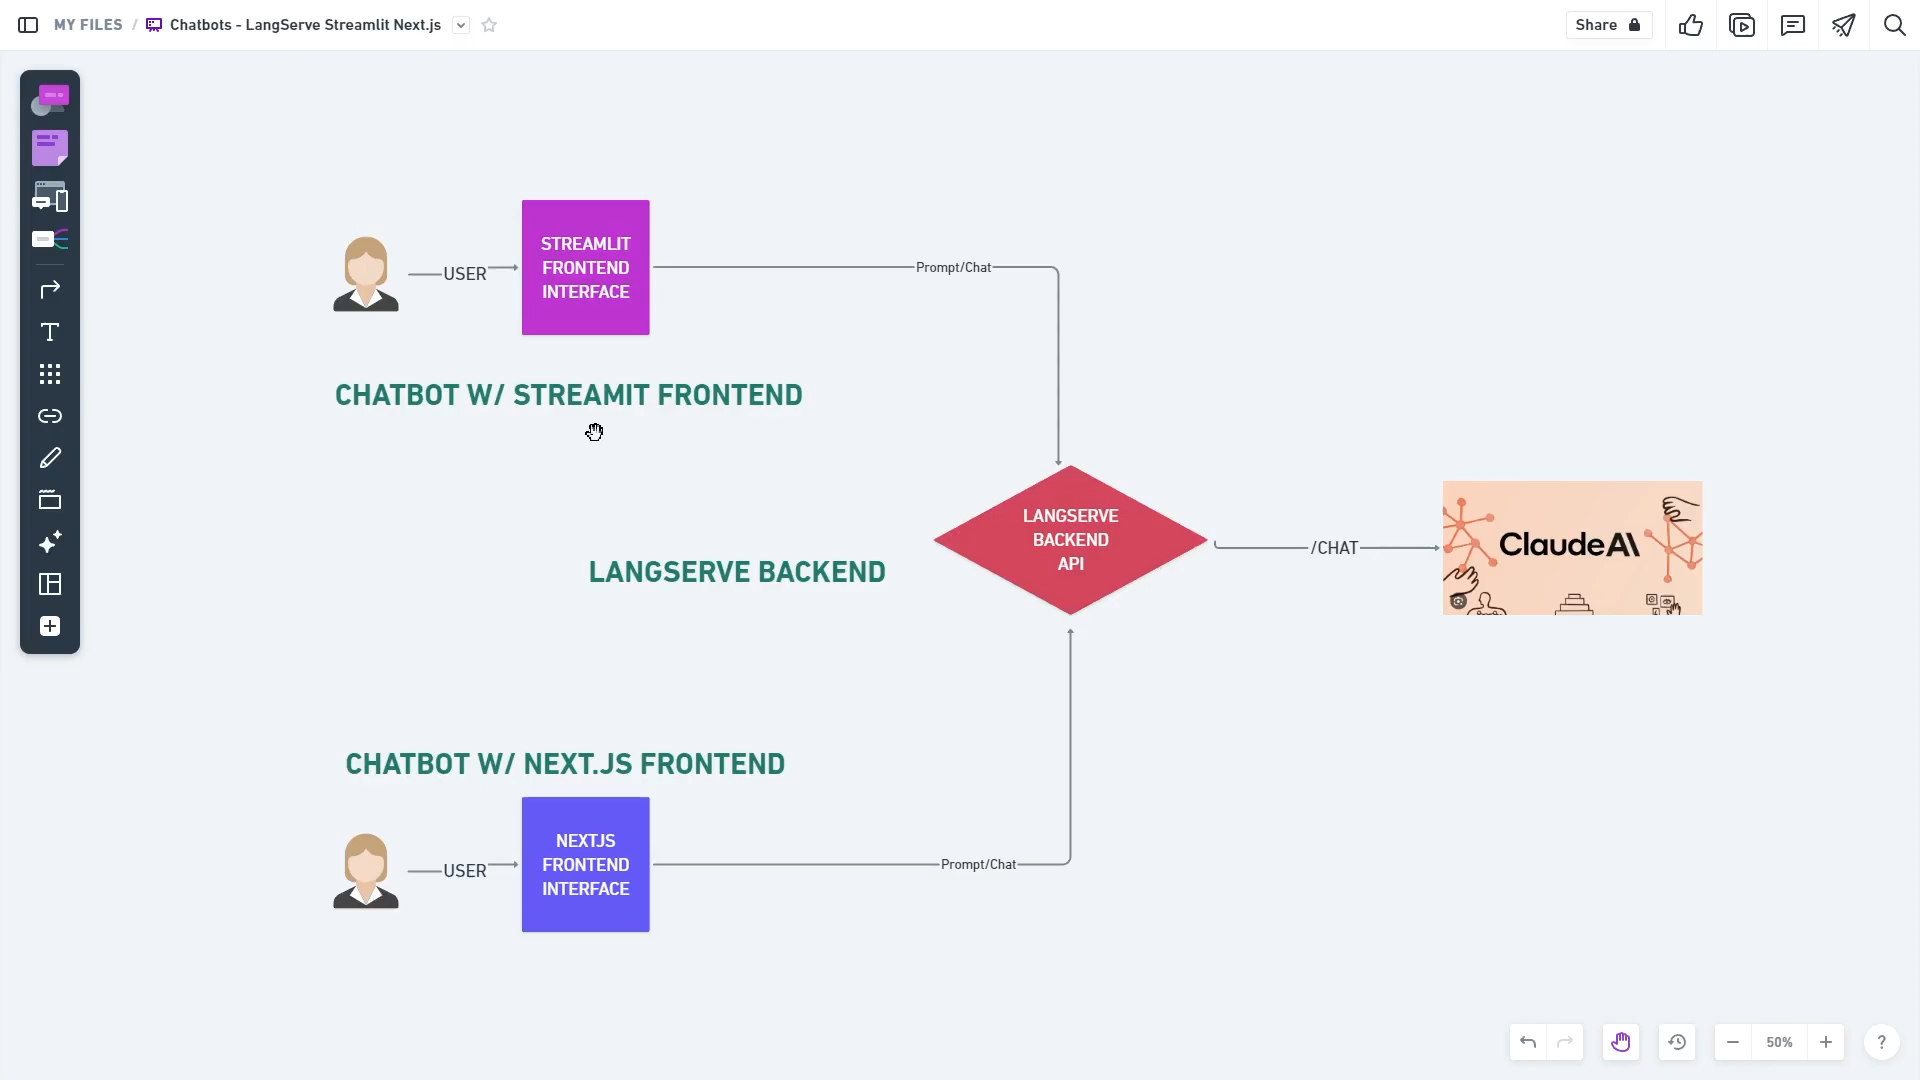 MY FILES / Chatbots - LangServe Streamlit Next.js
Share
STREAMLIT
FRONTEND
INTERFACE
USER
Prompt/Chat
CHATBOT W/ STREAMIT FRONTEND
LANGSERVE
BACKEND
API
/CHAT
ClaudeAI
LANGSERVE BACKEND
CHATBOT W/ NEXT.JS FRONTEND
NEXTJS
FRONTEND
INTERFACE
USER
Prompt/Chat
50%
?